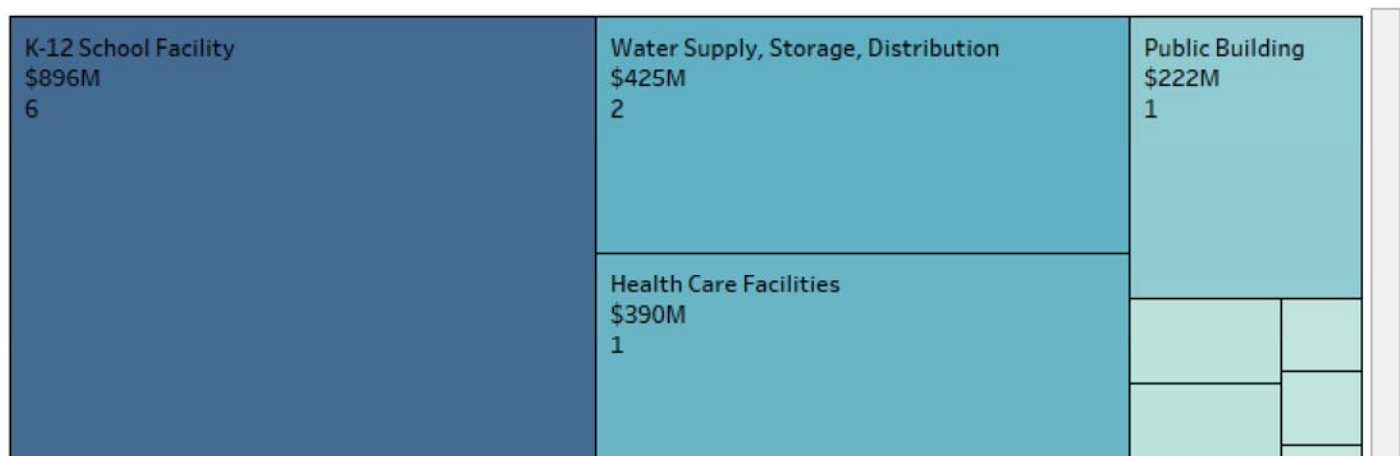 K-12 School Facility
$896M
6
Water Supply, Storage, Distribution
$425M
2
Health Care Facilities
$390M
1
Public Building
$222M
1